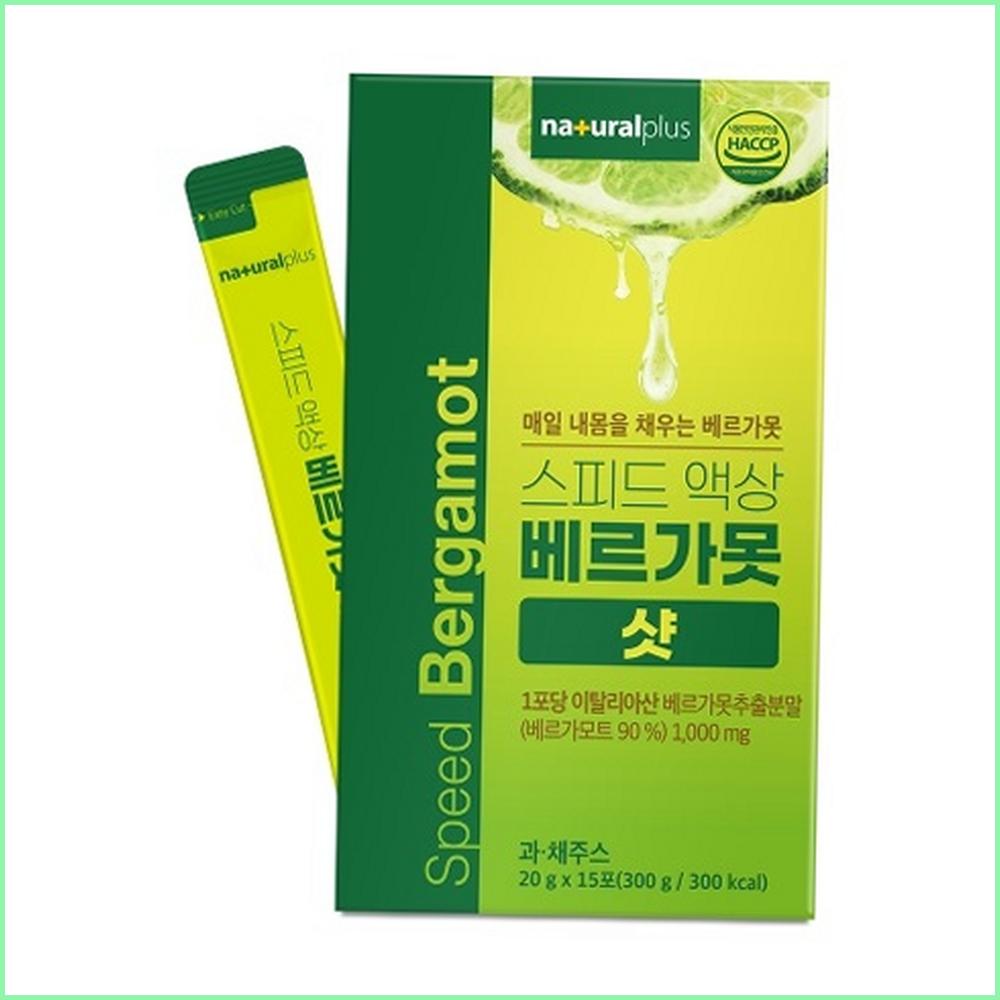 na+uralplus
HACCP
Easy Cut
na+uralplus
스피드 액상
매일 내몸을 채우는 베르가못
스피드 액상
베르가못
샷
Speed Bergamot
1포당 이탈리아산 베르가못추출분말
(베르가모트 90 %) 1,000 mg
과·채주스
20 g x 15포(300 g / 300 kcal)